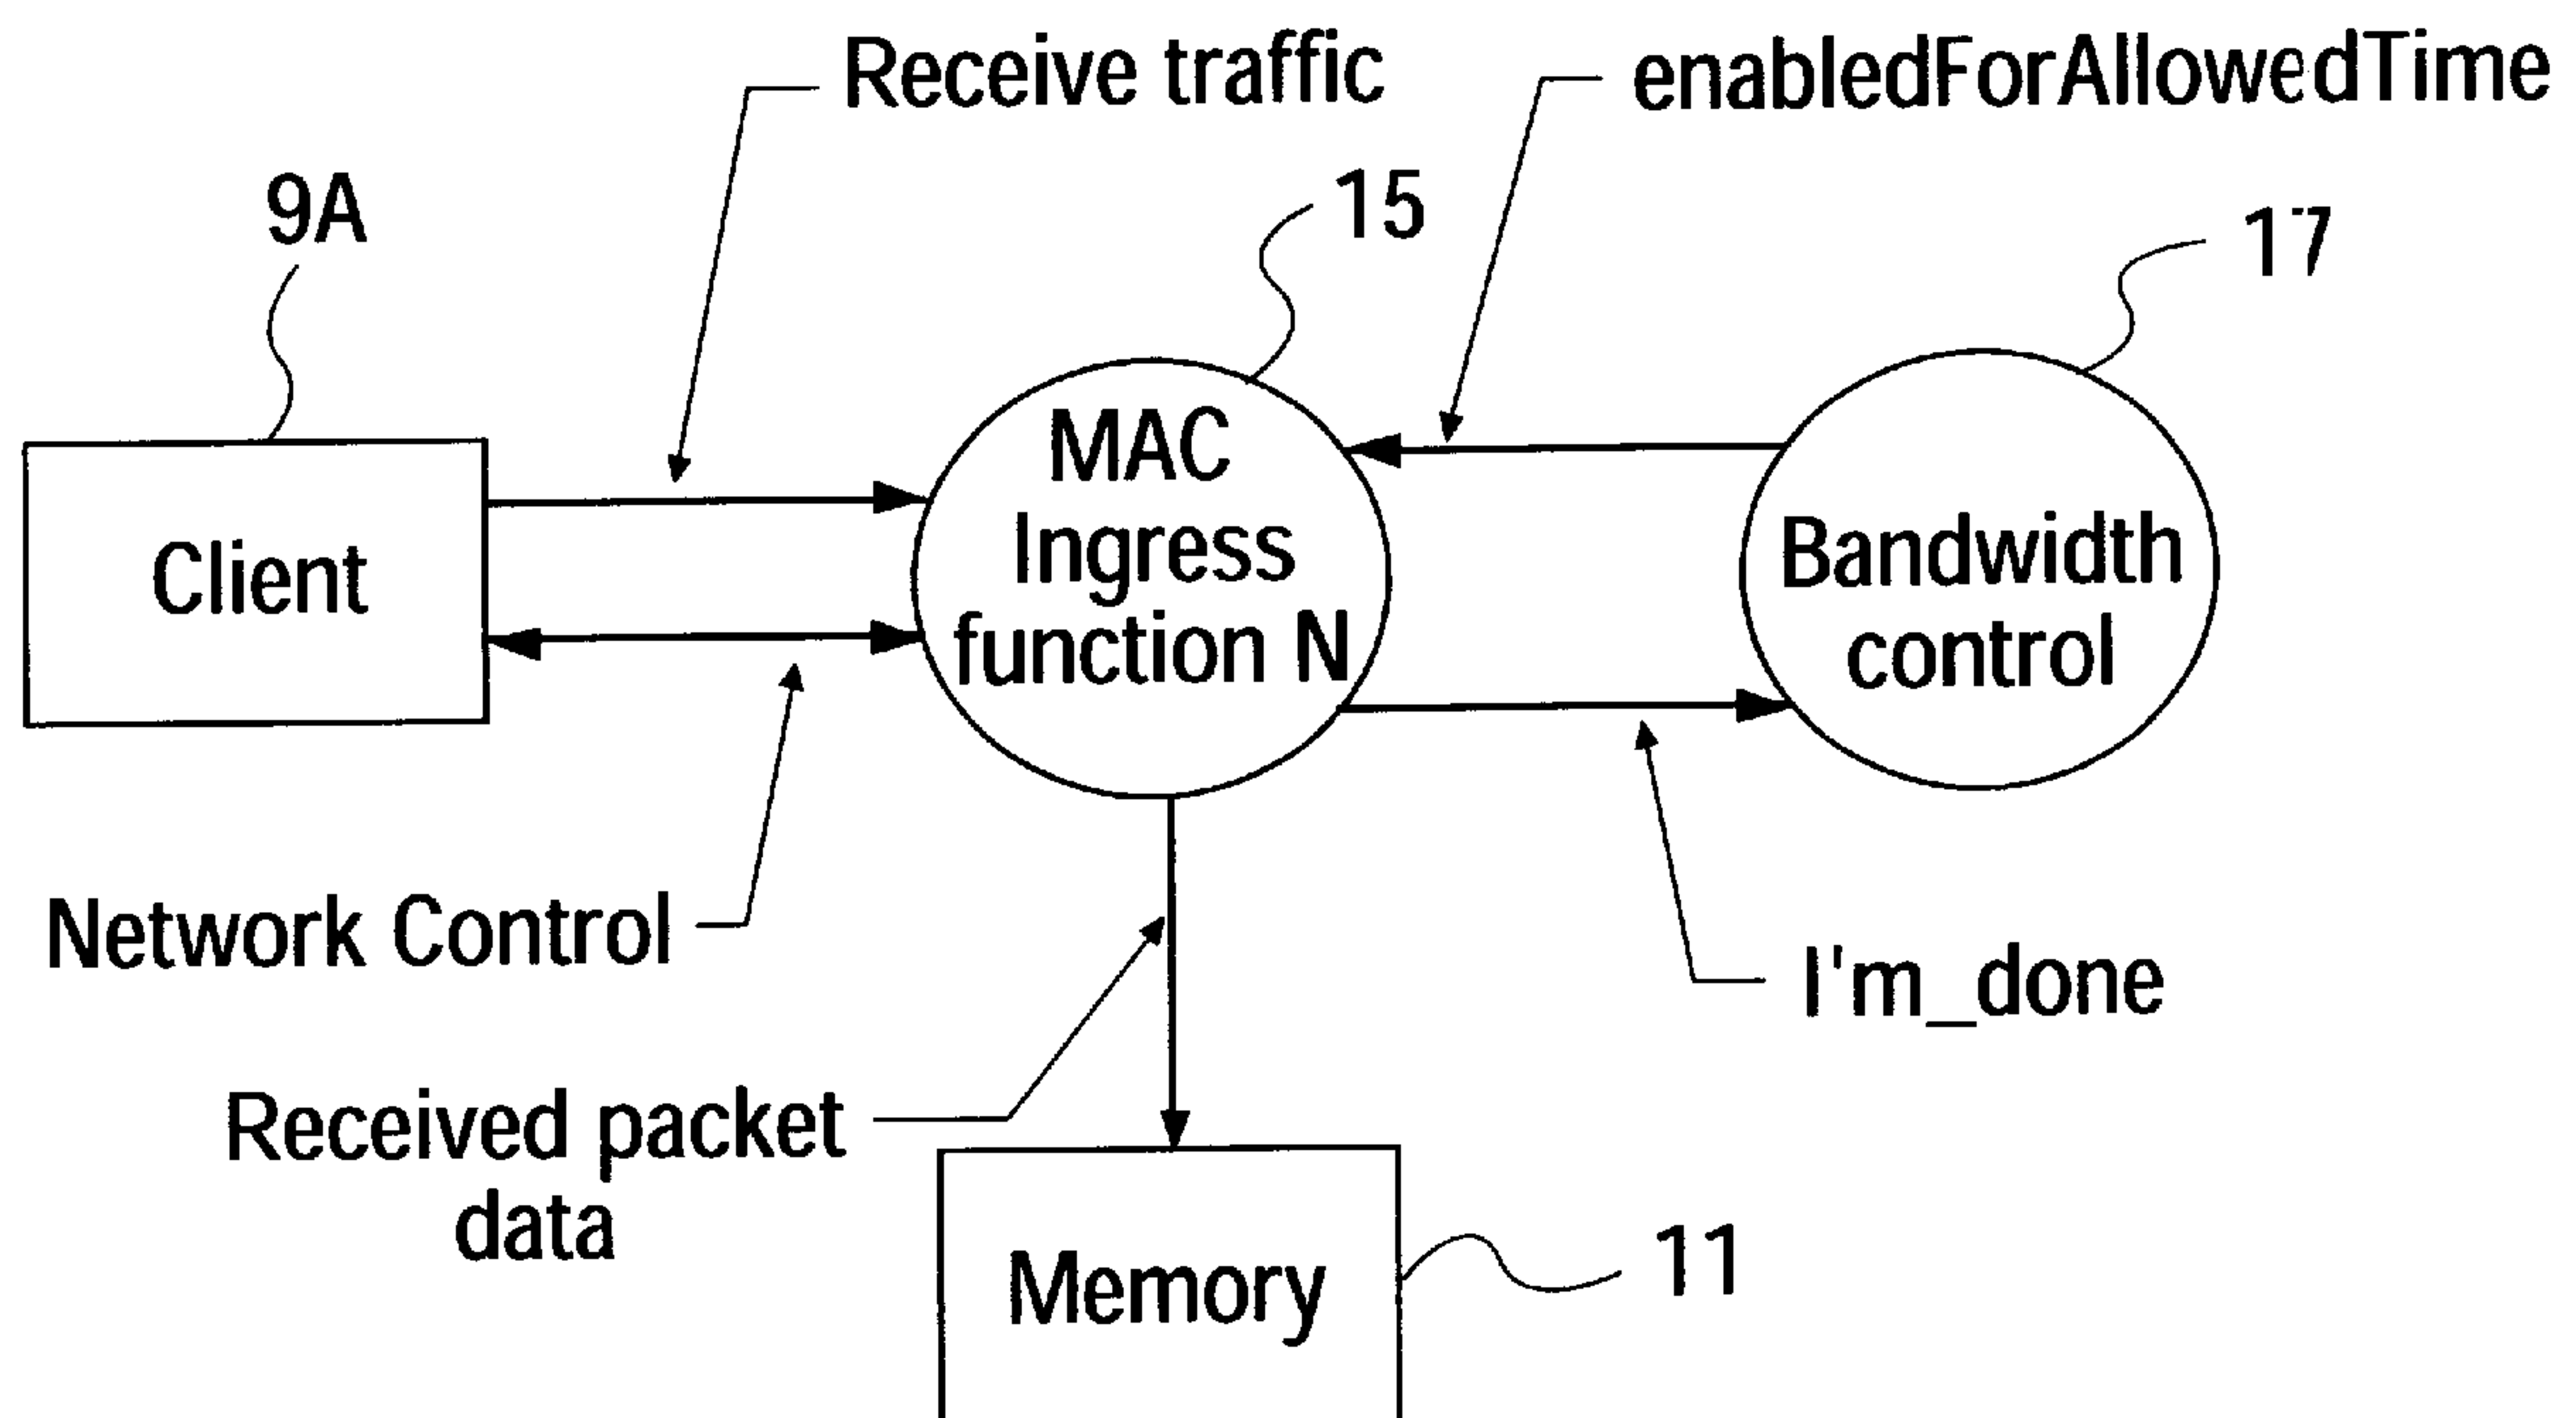 Receive traffic
enabledForAllowedTime
9A
15
17
MAC
Ingress
function N
Client
Bandwidth
control
Network Control
I'm_done
Received packet
data
Memory
11